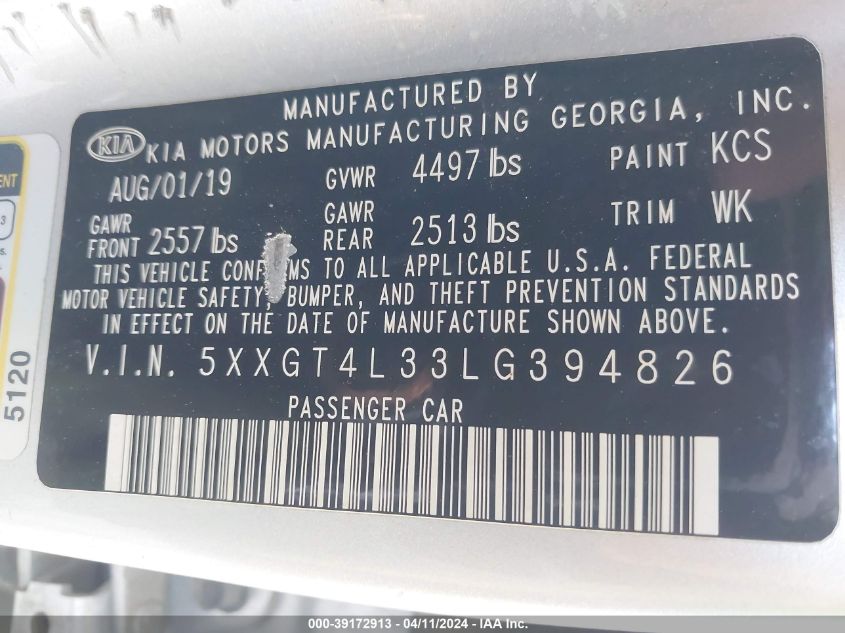 MANUFACTURED BY
KIA KIA MOTORS MANUFACTURING GEORGIA, INC.
AUG/01/19 GVWR 4497 lbs PAINT KCS
GAWR FRONT 2557 lbs GAWR REAR 2513 lbs TRIM WK
THIS VEHICLE TO ALL APPLICABLE U.S.A. FEDERAL
MOTOR VEHICLE SAFETY, BUMPER, AND THEFT PREVENTION STANDARDS
IN EFFECT ON THE DATE OF MANUFACTURE SHOWN ABOVE.
V.I.N. 5XXGT4L33LG394826
PASSENGER CAR
5120
000-39172913 - 04/11/2024 - IAA Inc.